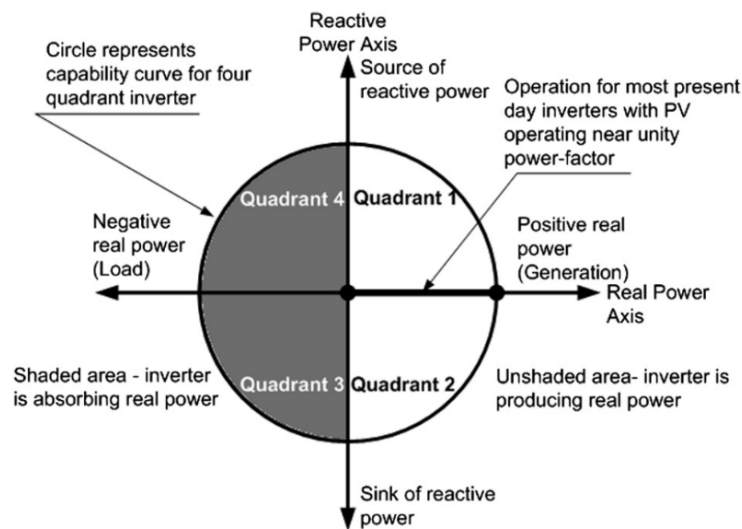 Reactive
Power Axis
Circle represents
capability curve for four
quadrant inverter
Source of
reactive power
Operation for most present
day inverters with PV
operating near unity
power-factor
Quadrant 4
Quadrant 1
Negative
real power
(Load)
Positive real
power
(Generation)
Real Power
Axis
Shaded area - inverter
is absorbing real power
Quadrant 3
Quadrant 2
Unshaded area- inverter is
producing real power
Sink of reactive
power